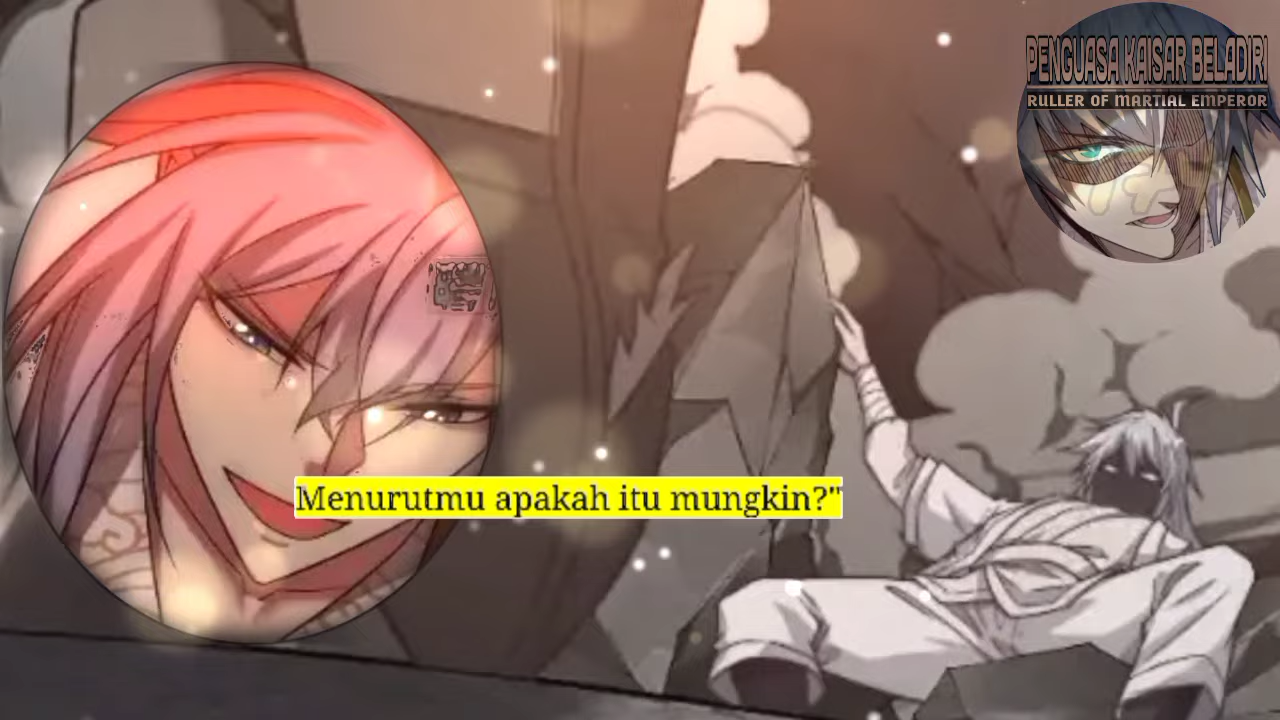 PENGUASA KAISAR BELADIRI
RULLER OF MARTIAL EMPEROR
Menurutmu apakah itu mungkin?"